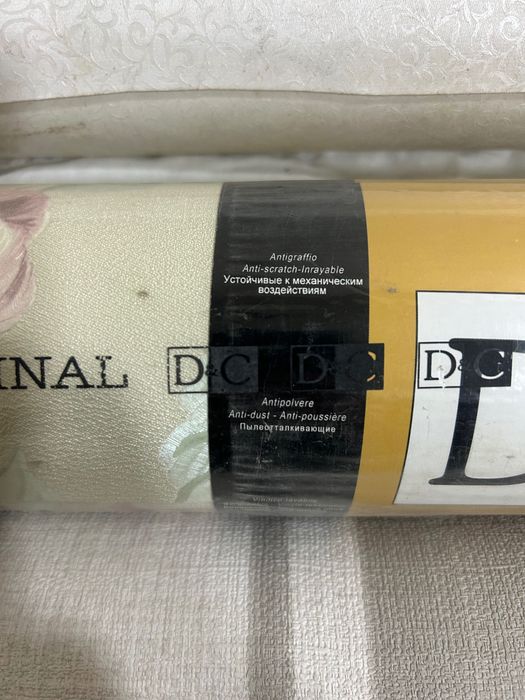 Antigraffio
Anti-scratch-Inrayable
Устойчивые к механическим
воздействиям
INAL D&C D&C D&C
D
Antipolvere
Anti-dust - Anti-poussière
Пылеотталкивающие